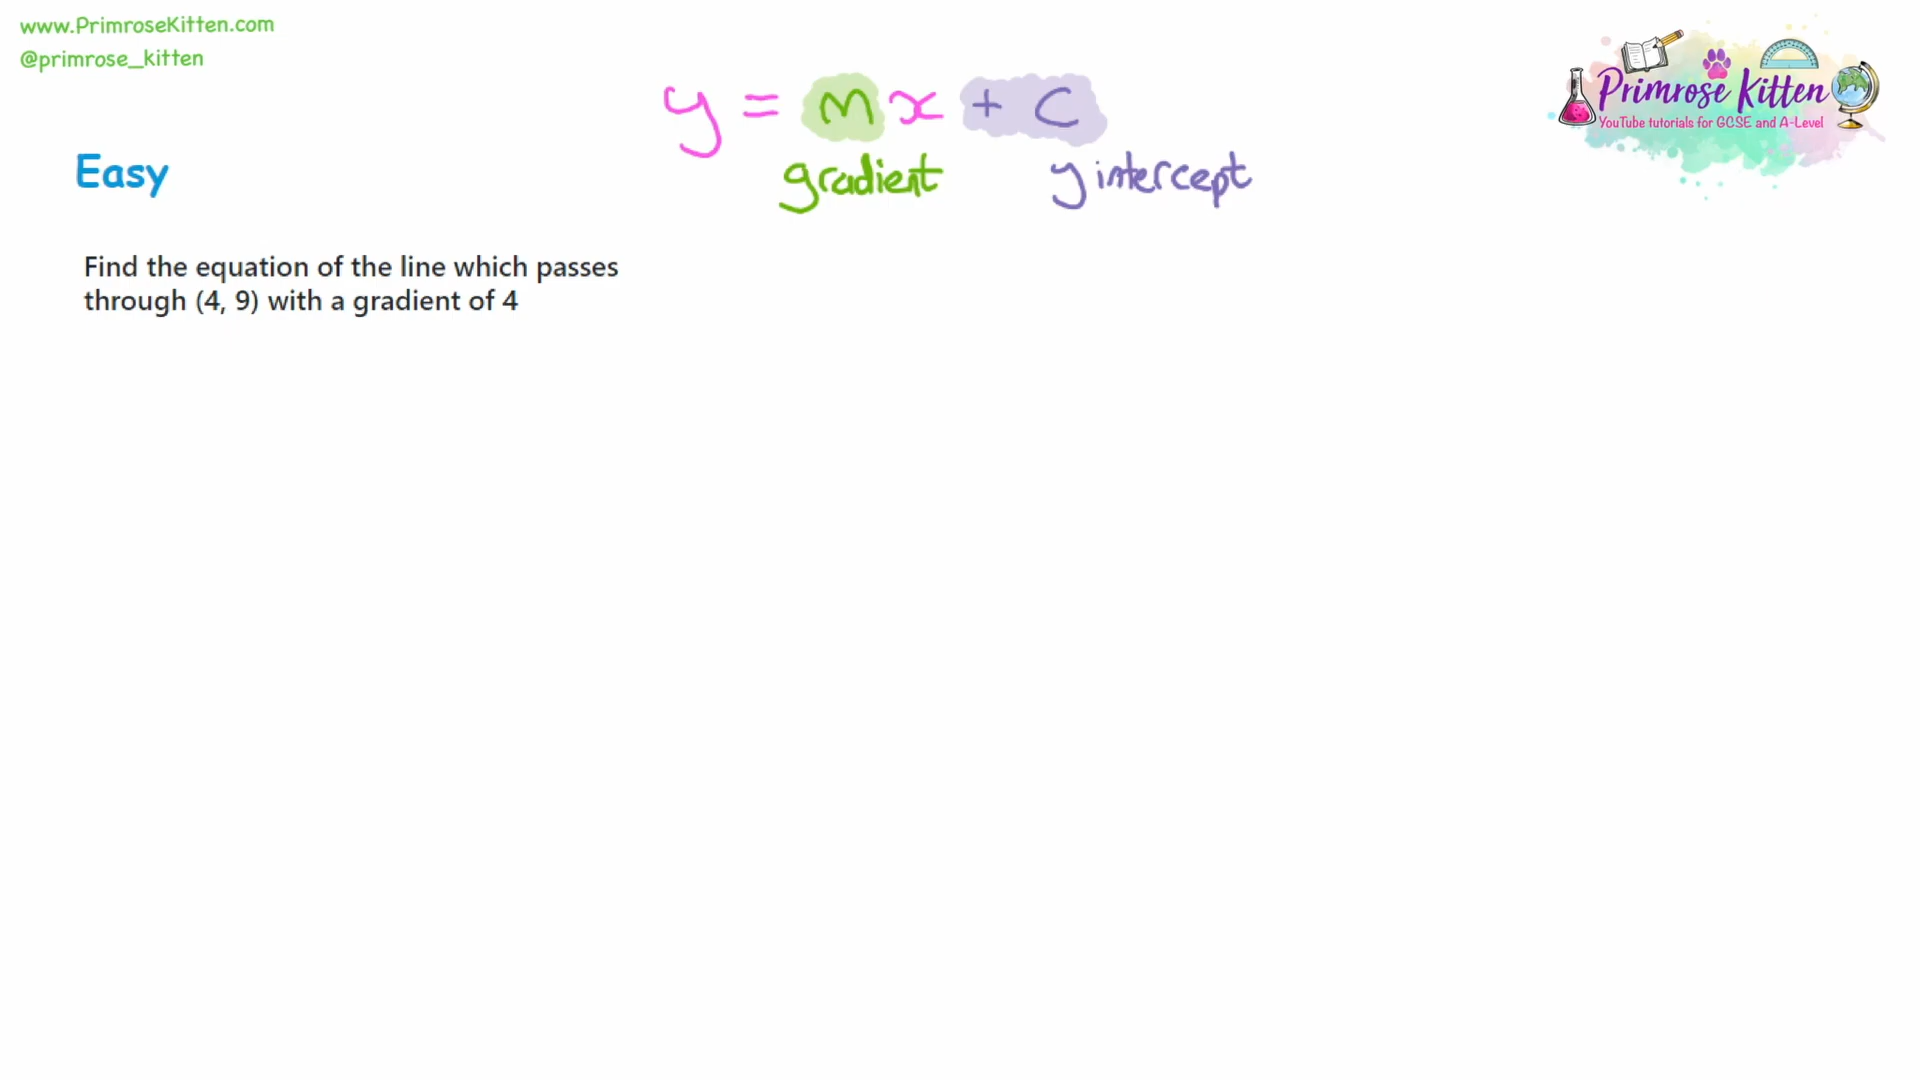 www.PrimroseKitten.com
@primrose_kitten
Primrose Kitten
YouTube tutorials for GCSE and A-Level
y = mx + c
gradient y intercept
Easy
Find the equation of the line which passes
through (4, 9) with a gradient of 4